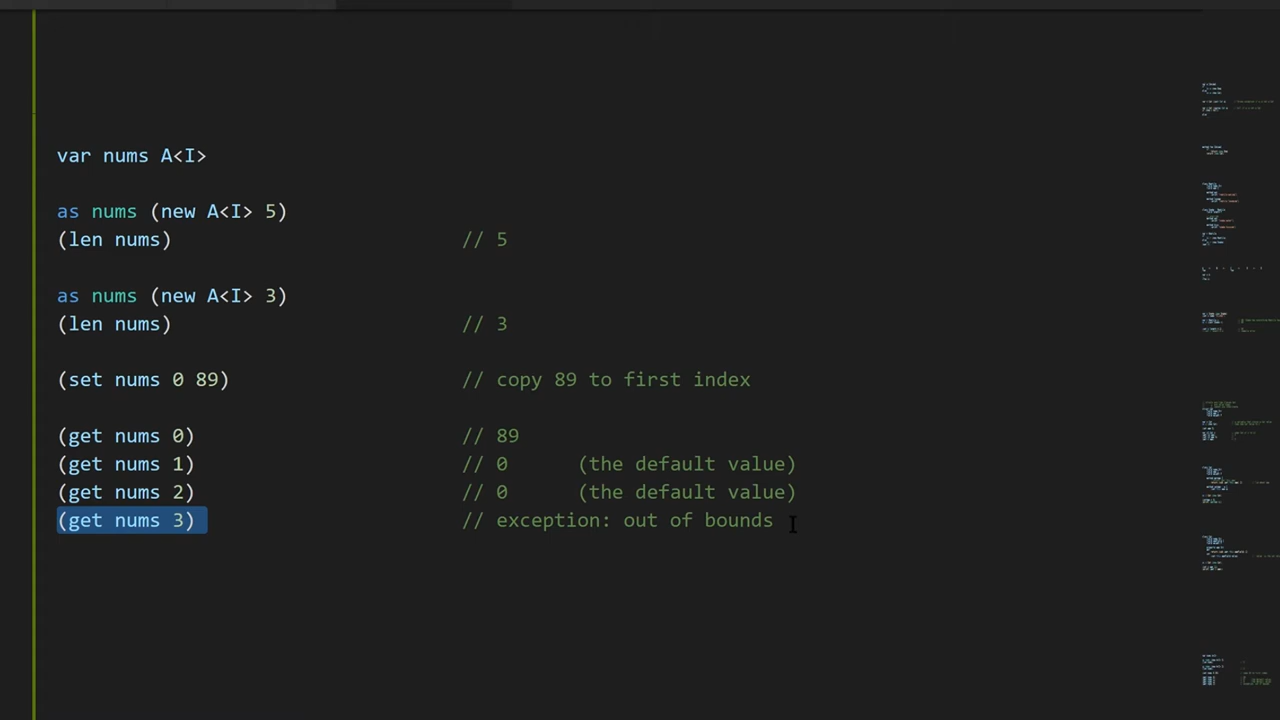 var nums A<I>
as nums (new A<I> 5)
(len nums) // 5
as nums (new A<I> 3)
(len nums) // 3
(set nums 0 89) // copy 89 to first index
(get nums 0) // 89
(get nums 1) // 0 (the default value)
(get nums 2) // 0 (the default value)
(get nums 3) // exception: out of bounds